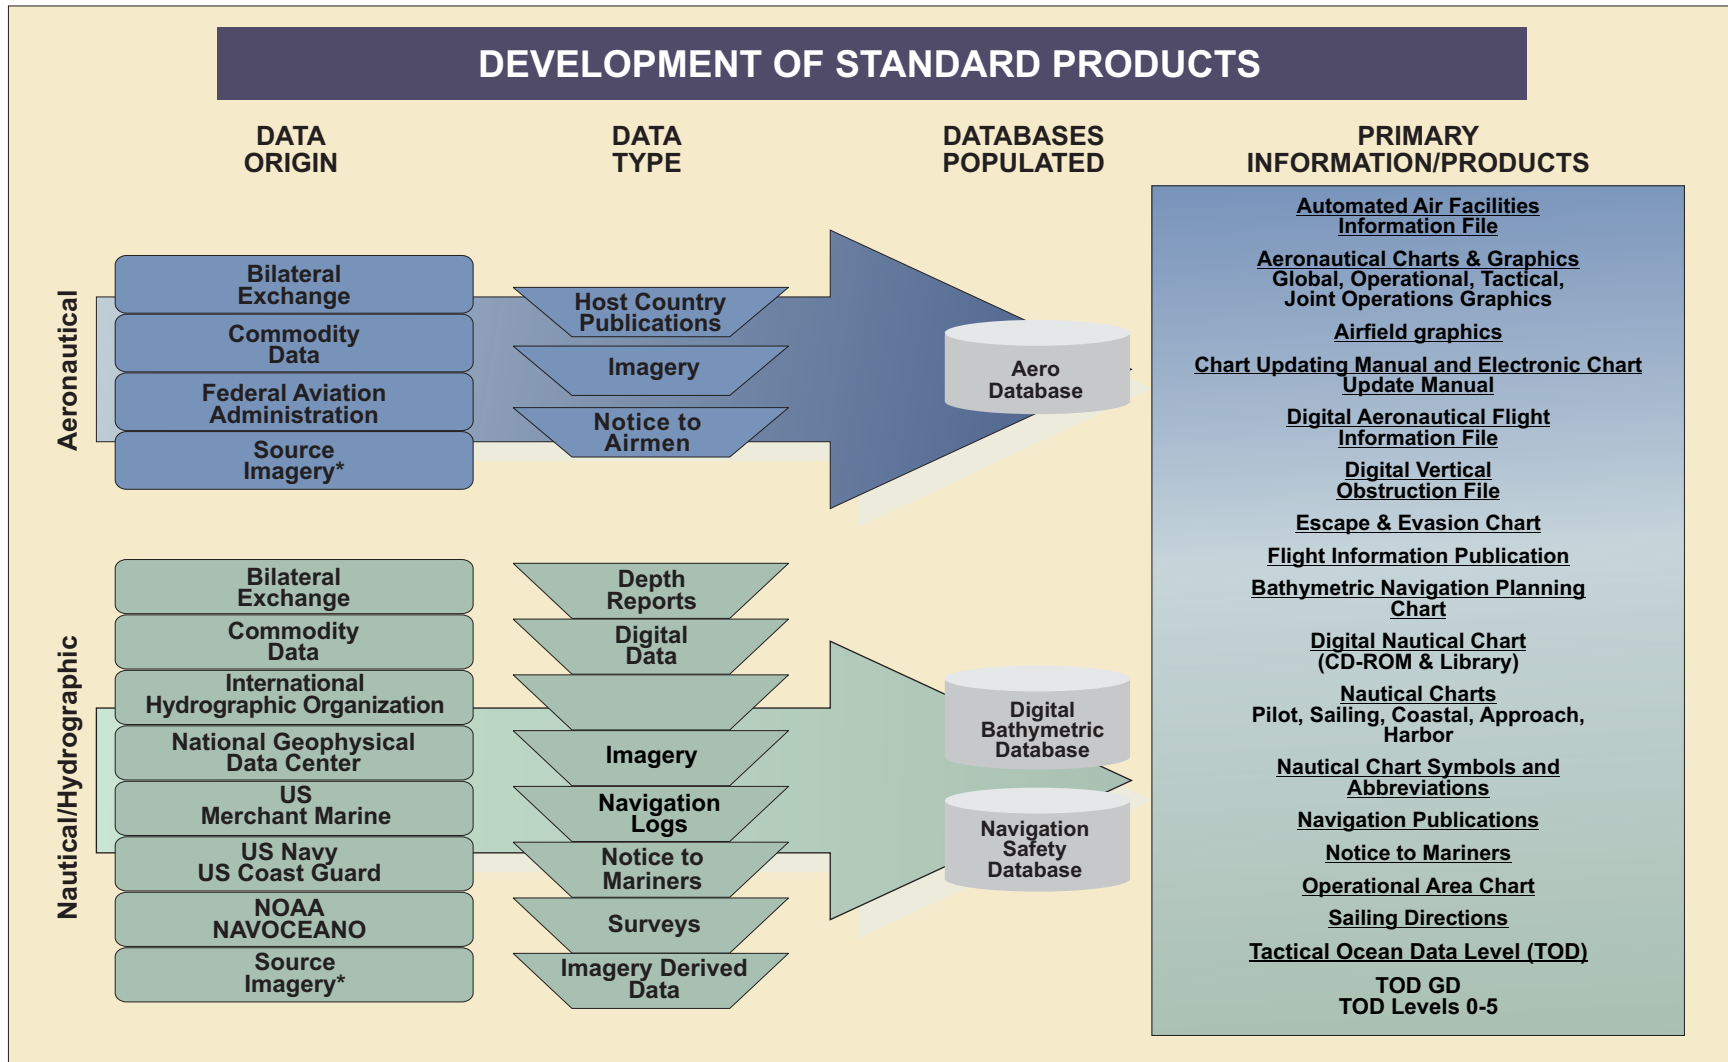 DEVELOPMENT OF STANDARD PRODUCTS
DATA
ORIGIN
DATA
TYPE
DATABASES
POPULATED
PRIMARY
INFORMATION/PRODUCTS
Aeronautical
Bilateral
Exchange
Commodity
Data
Federal Aviation
Administration
Source
Imagery*
Host Country
Publications
Imagery
Notice to
Airmen
Aero
Database
Nautical/Hydrographic
Bilateral
Exchange
Commodity
Data
International
Hydrographic Organization
National Geophysical
Data Center
US
Merchant Marine
US Navy
US Coast Guard
NOAA
NAVOCEANO
Source
Imagery*
Depth
Reports
Digital
Data
Imagery
Navigation
Logs
Notice to
Mariners
Surveys
Imagery Derived
Data
Digital
Bathymetric
Database
Navigation
Safety
Database
Automated Air Facilities
Information File
Aeronautical Charts & Graphics
Global, Operational, Tactical,
Joint Operations Graphics
Airfield graphics
Chart Updating Manual and Electronic Chart
Update Manual
Digital Aeronautical Flight
Information File
Digital Vertical
Obstruction File
Escape & Evasion Chart
Flight Information Publication
Bathymetric Navigation Planning
Chart
Digital Nautical Chart
(CD-ROM & Library)
Nautical Charts
Pilot, Sailing, Coastal, Approach,
Harbor
Nautical Chart Symbols and
Abbreviations
Navigation Publications
Notice to Mariners
Operational Area Chart
Sailing Directions
Tactical Ocean Data Level (TOD)
TOD GD
TOD Levels 0-5